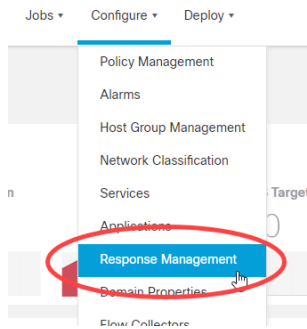 Jobs ▾ Configure ▾ Deploy ▾
Policy Management
Alarms
Host Group Management
Network Classification
n Services Target
Applications
Response Management
Domain Properties
Flow Collectors